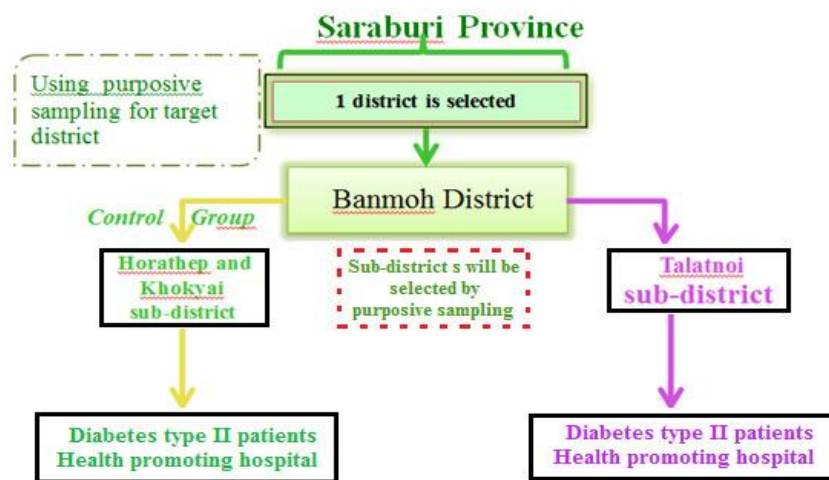 Saraburi Province
Using purposive
sampling for target
district
1 district is selected
Banmoh District
Control Group
Horathep and
Khokyai
sub-district
Sub-district s will be
selected by
purposive sampling
Talatnoi
sub-district
Diabetes type II patients
Health promoting hospital
Diabetes type II patients
Health promoting hospital